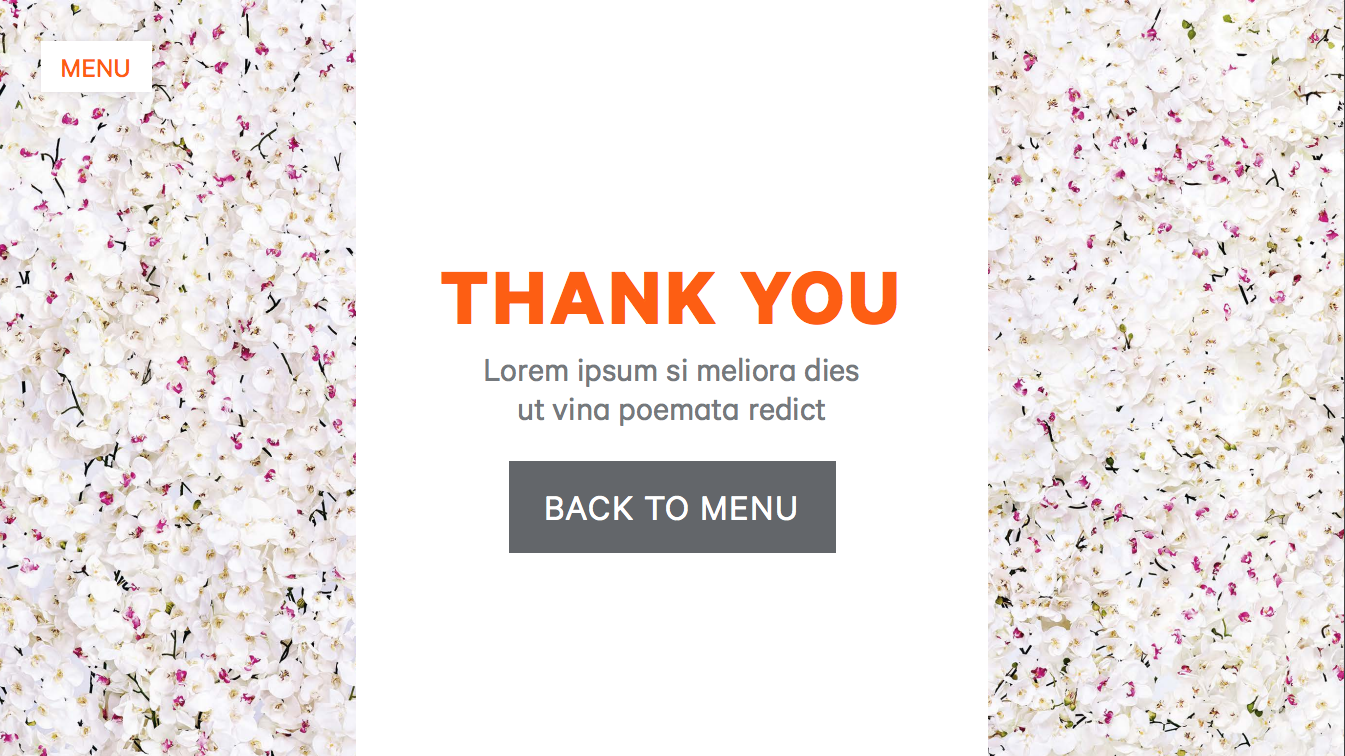 MENU
THANK YOU
Lorem ipsum si meliora dies
ut vina poemata redict
BACK TO MENU